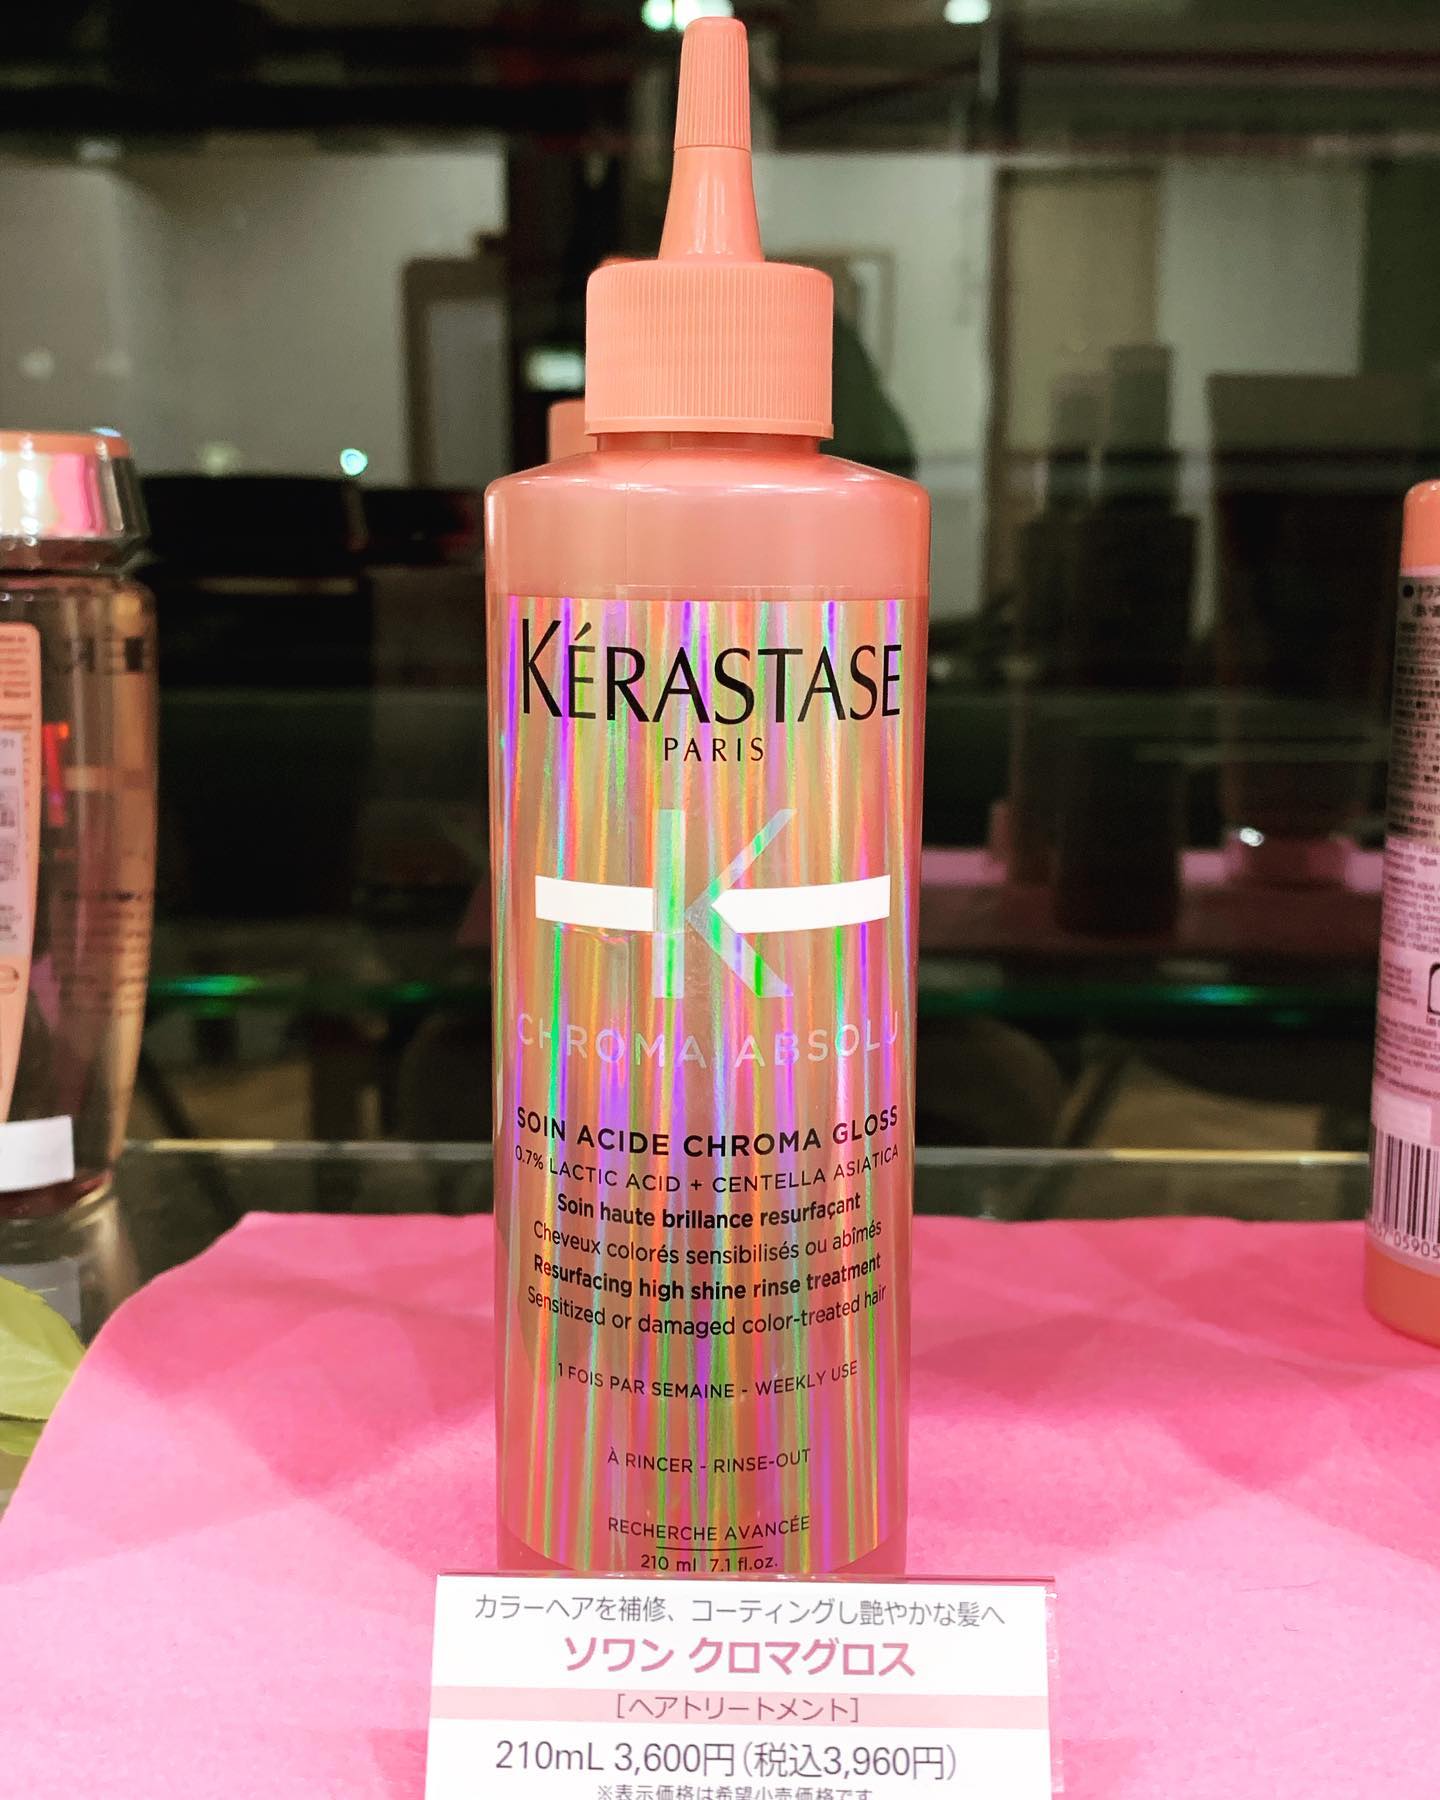 KÉRASTASE
PARIS
K
CHROMA ABSOLU
SOIN ACIDE CHROMA GLOSS
0.7% LACTIC ACID + CENTELLA ASIATICA
Soin haute brillance resurfaçant
Cheveux colorés sensibilisés ou abîmés
Resurfacing high shine rinse treatment
Sensitized or damaged color-treated hair
1 FOIS PAR SEMAINE - WEEKLY USE
À RINCER - RINSE-OUT
RECHERCHE AVANCÉE
210 ml 7.1 fl.oz.
カラーヘアを補修、コーティングし艶やかな髪へ
ソワン クロマグロス
［ヘアトリートメント］
210mL 3,600円（税込3,960円）
※表示価格は希望小売価格です